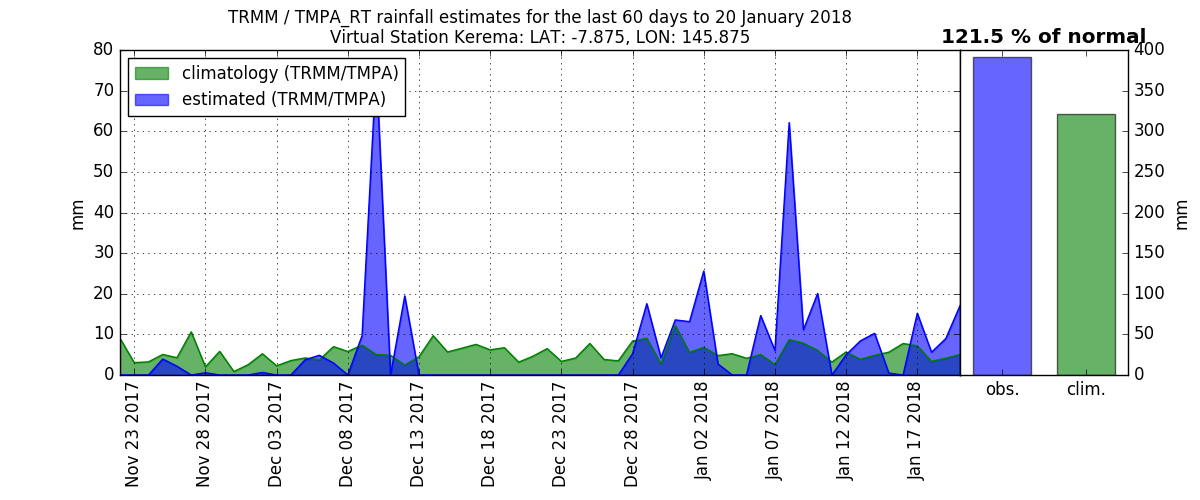 TRMM / TMPA_RT rainfall estimates for the last 60 days to 20 January 2018
Virtual Station Kerema: LAT: -7.875, LON: 145.875
121.5 % of normal
climatology (TRMM/TMPA)
estimated (TRMM/TMPA)
80
70
60
50
40
30
20
10
0
mm
400
350
300
250
200
150
100
50
0
mm
Nov 23 2017
Nov 28 2017
Dec 03 2017
Dec 08 2017
Dec 13 2017
Dec 18 2017
Dec 23 2017
Dec 28 2017
Jan 02 2018
Jan 07 2018
Jan 12 2018
Jan 17 2018
obs.
clim.